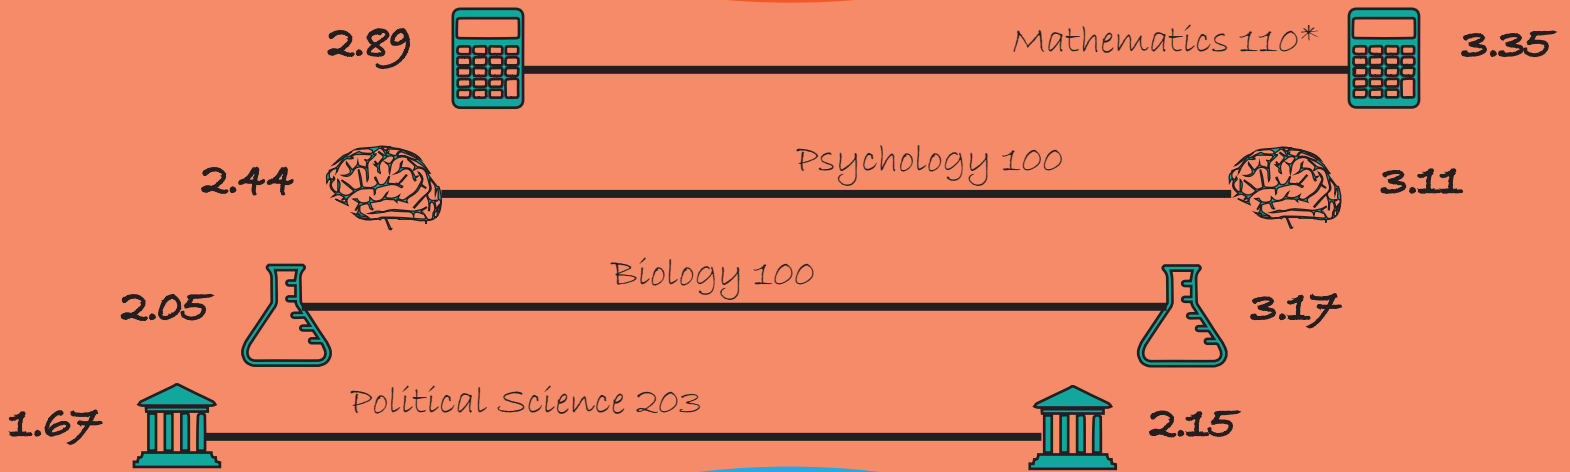 2.89 Mathematics 110* 3.35
2.44 Psychology 100 3.11
2.05 Biology 100 3.17
1.67 Political Science 203 2.15